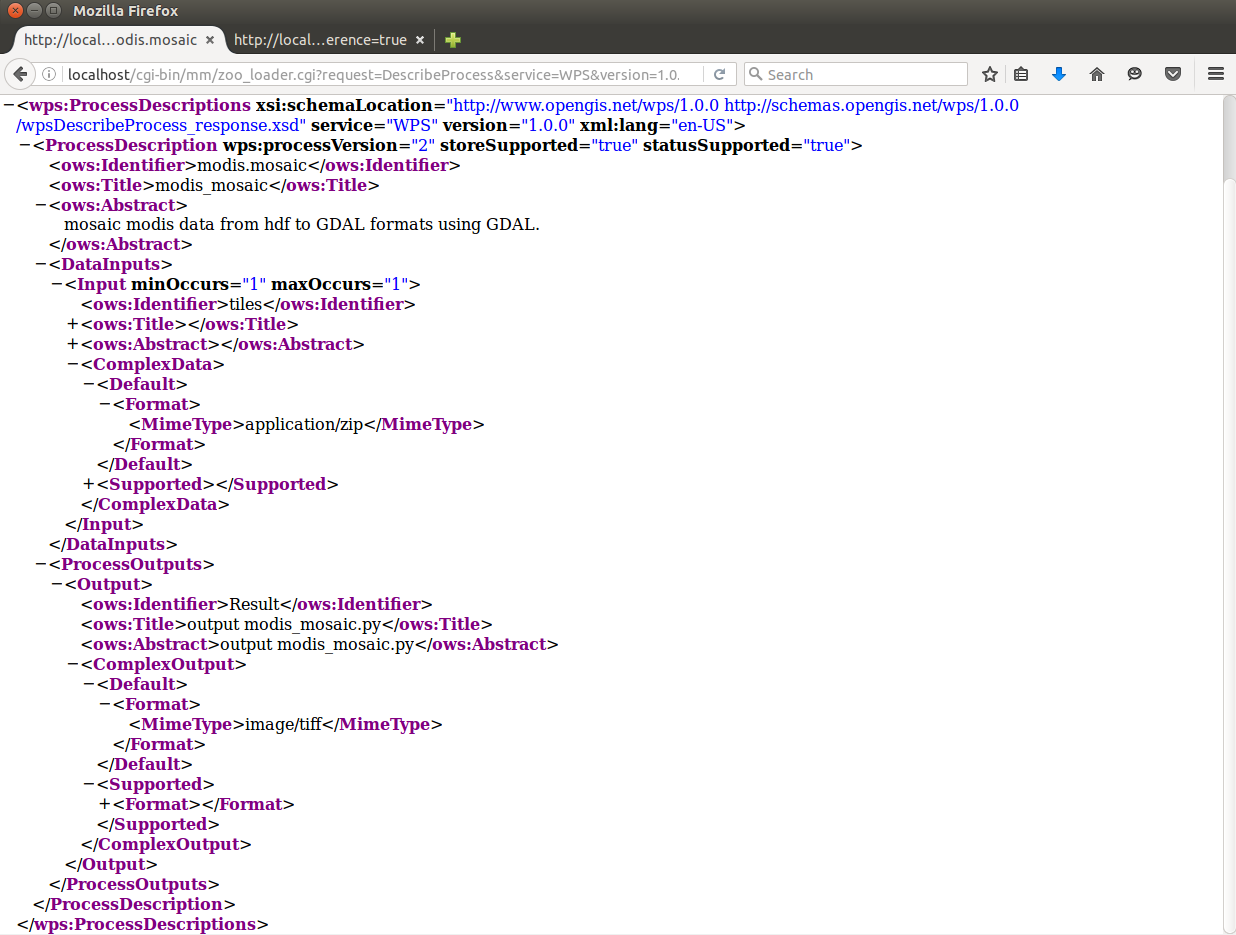 Mozilla Firefox
http://local...odis.mosaic × http://local...erence=true ×
localhost/cgi-bin/mm/zoo_loader.cgi?request=DescribeProcess&service=WPS&version=1.0. Search
−<wps:ProcessDescriptions xsi:schemaLocation="http://www.opengis.net/wps/1.0.0 http://schemas.opengis.net/wps/1.0.0
/wpsDescribeProcess_response.xsd" service="WPS" version="1.0.0" xml:lang="en-US">
−<ProcessDescription wps:processVersion="2" storeSupported="true" statusSupported="true">
<ows:Identifier>modis.mosaic</ows:Identifier>
<ows:Title>modis_mosaic</ows:Title>
−<ows:Abstract>
mosaic modis data from hdf to GDAL formats using GDAL.
</ows:Abstract>
−<DataInputs>
−<Input minOccurs="1" maxOccurs="1">
<ows:Identifier>tiles</ows:Identifier>
+<ows:Title></ows:Title>
+<ows:Abstract></ows:Abstract>
−<ComplexData>
−<Default>
−<Format>
<MimeType>application/zip</MimeType>
</Format>
</Default>
+<Supported></Supported>
</ComplexData>
</Input>
</DataInputs>
−<ProcessOutputs>
−<Output>
<ows:Identifier>Result</ows:Identifier>
<ows:Title>output modis_mosaic.py</ows:Title>
<ows:Abstract>output modis_mosaic.py</ows:Abstract>
−<ComplexOutput>
−<Default>
−<Format>
<MimeType>image/tiff</MimeType>
</Format>
</Default>
−<Supported>
+<Format></Format>
</Supported>
</ComplexOutput>
</Output>
</ProcessOutputs>
</ProcessDescription>
</wps:ProcessDescriptions>